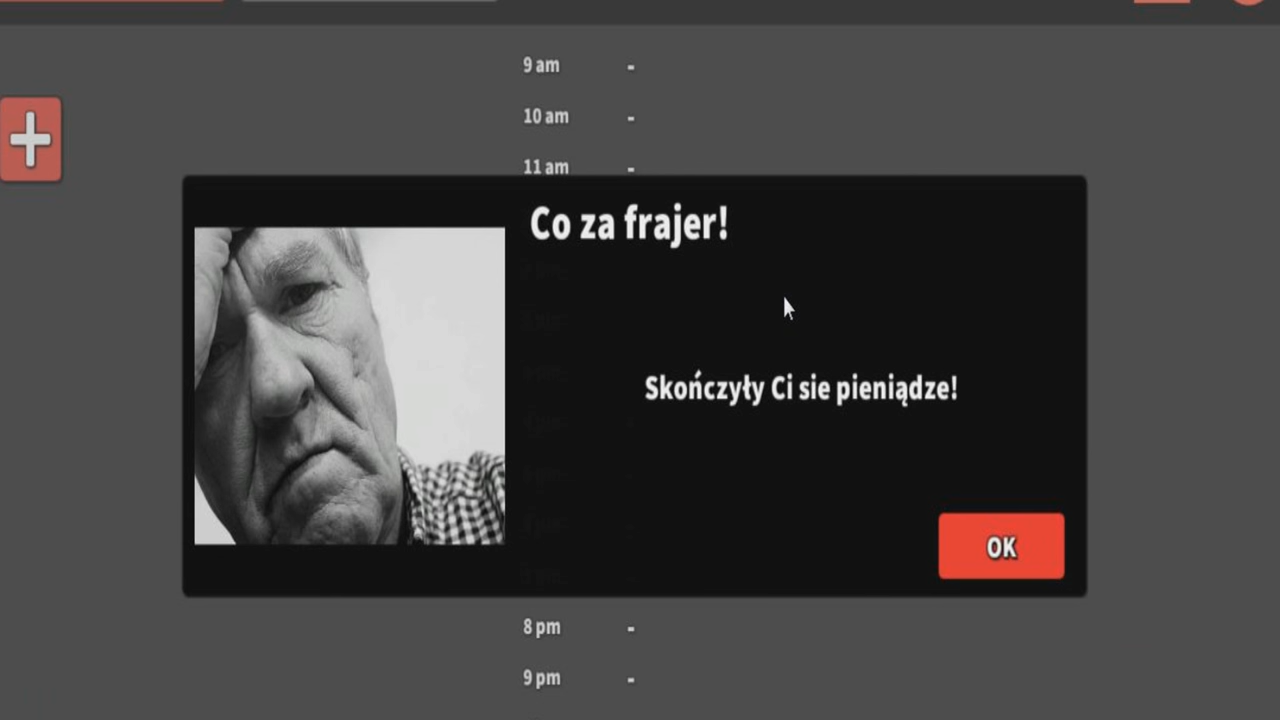 9 am -
10 am -
11 am -
Co za frajer!
Skończyły Ci sie pieniądze!
OK
8 pm -
9 pm -